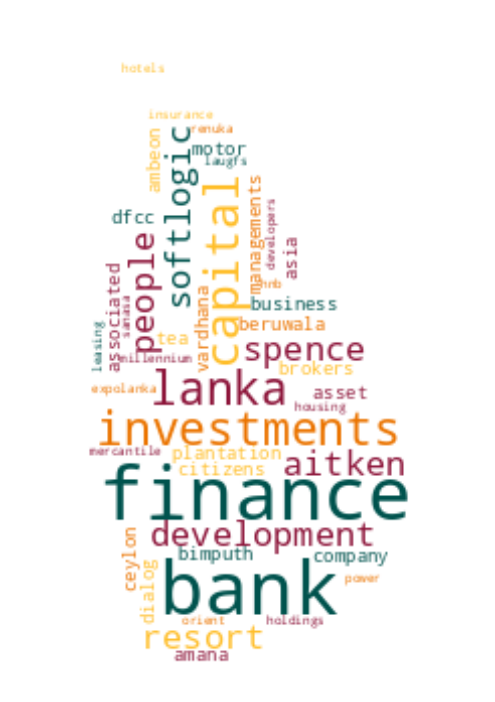 hotels
insurance
renuka
ambeon
softlogic
motor
laugfs
capital
managements
developers
dfcc
people
asia
associated
samasa
hnb
vardhana
business
beruwala
leasing
tea
millennium
spence
brokers
lanka
expolanka
asset
housing
investments
mercantile
plantation
citizens
aitken
finance
development
ceylon
bimputh
company
dialog
bank
power
orient
holdings
resort
amana